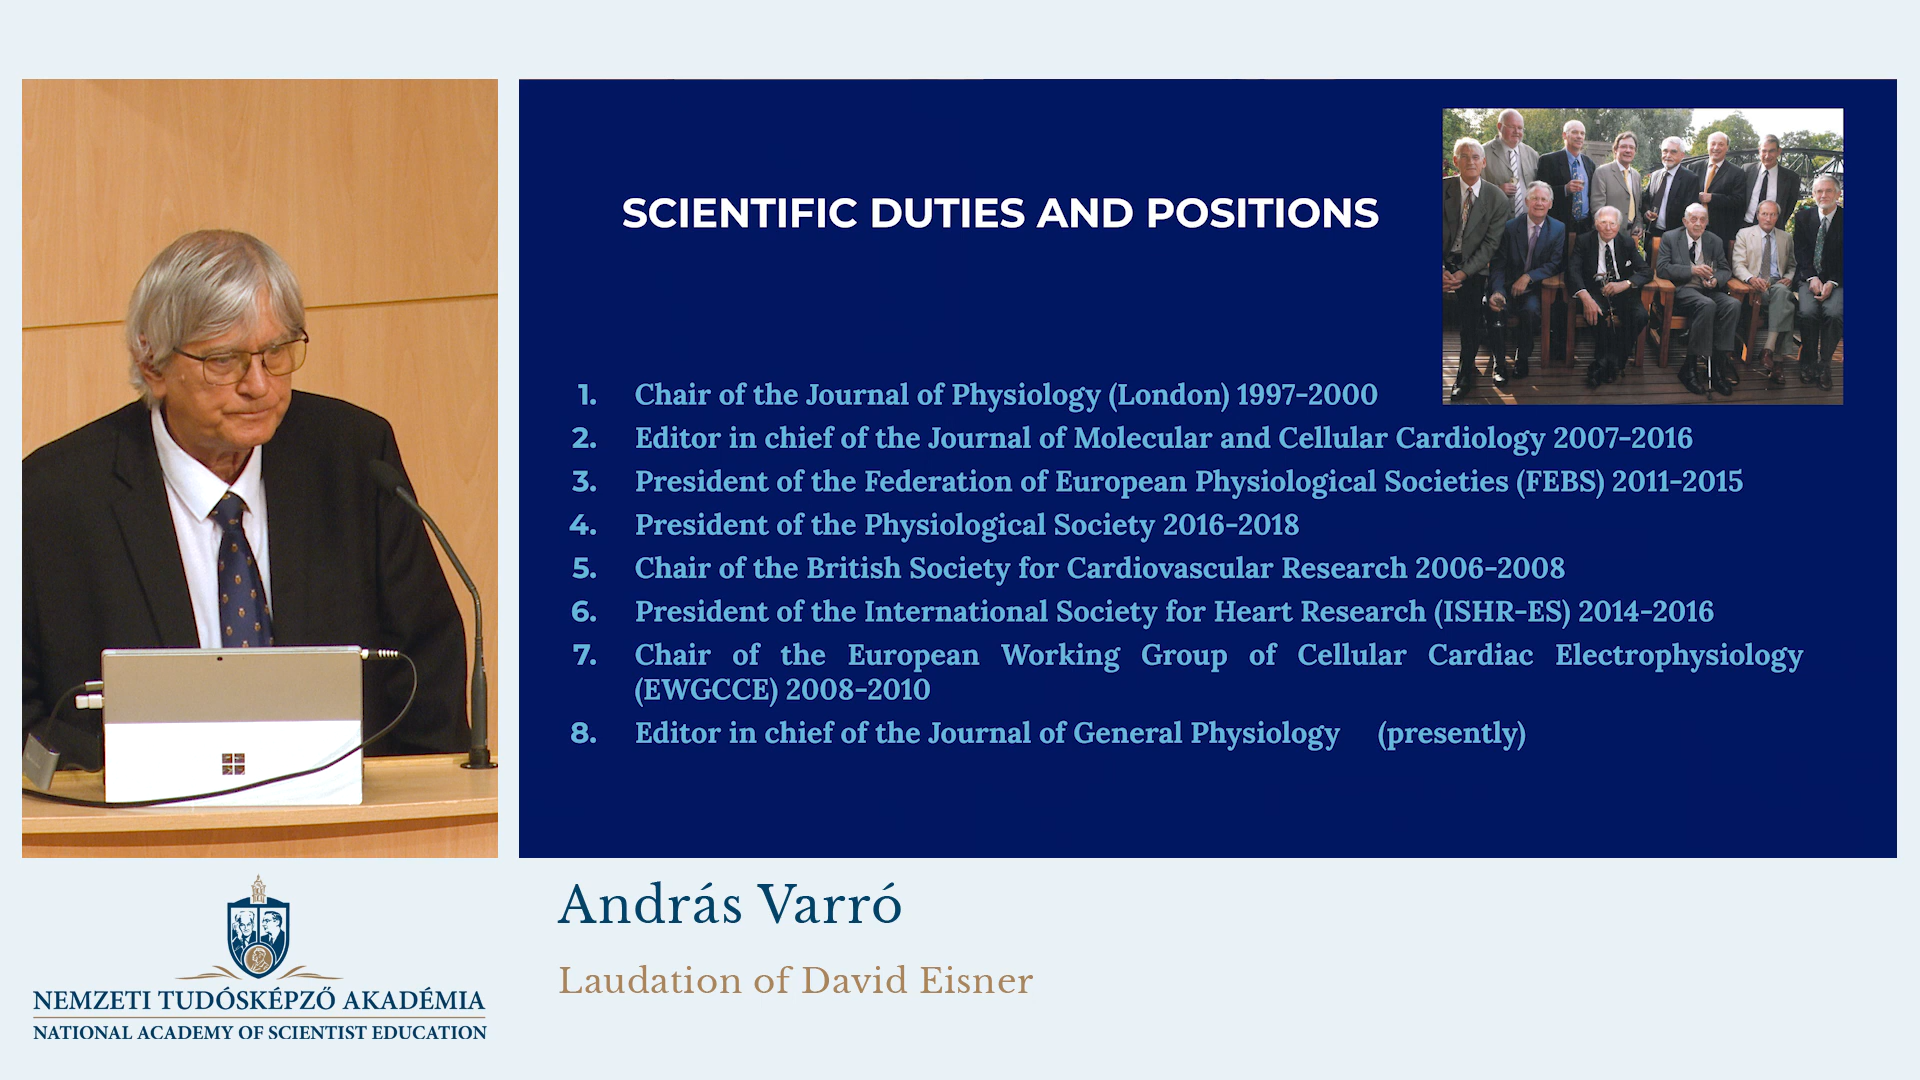 SCIENTIFIC DUTIES AND POSITIONS
1. Chair of the Journal of Physiology (London) 1997-2000
2. Editor in chief of the Journal of Molecular and Cellular Cardiology 2007-2016
3. President of the Federation of European Physiological Societies (FEBS) 2011-2015
4. President of the Physiological Society 2016-2018
5. Chair of the British Society for Cardiovascular Research 2006-2008
6. President of the International Society for Heart Research (ISHR-ES) 2014-2016
7. Chair of the European Working Group of Cellular Cardiac Electrophysiology
(EWGCCE) 2008-2010
8. Editor in chief of the Journal of General Physiology (presently)
András Varró
Laudation of David Eisner
NEMZETI TUDÓSKÉPZŐ AKADÉMIA
NATIONAL ACADEMY OF SCIENTIST EDUCATION